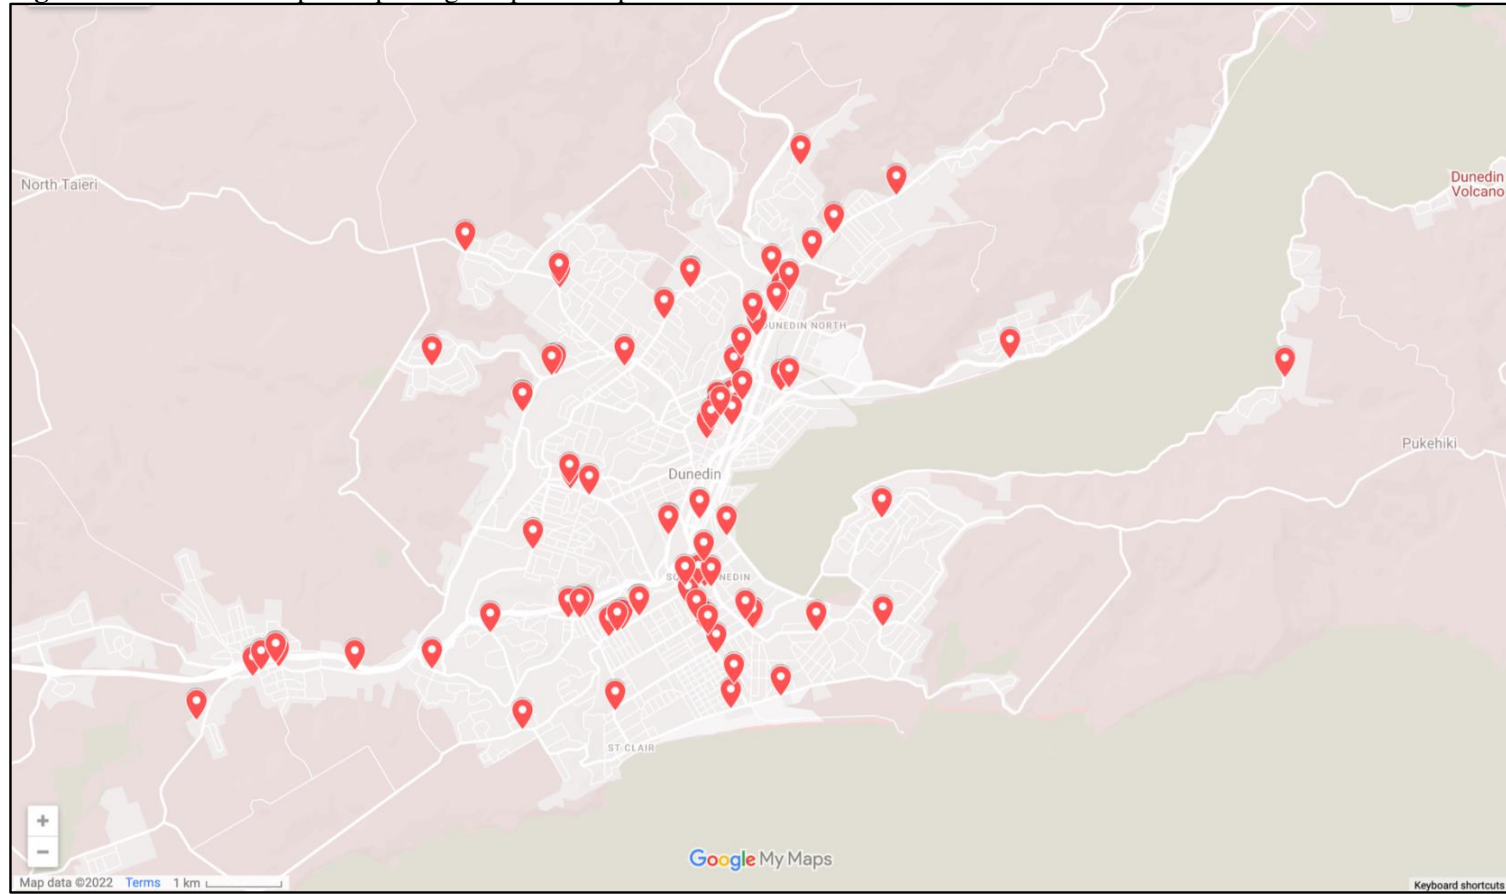 North Taieri
Dunedin
Volcano
DUNEDIN NORTH
Pukehiki
Dunedin
DUNEDIN
ST CLAIR
Google My Maps
Map data ©2022 Terms 1 km
Keyboard shortcuts